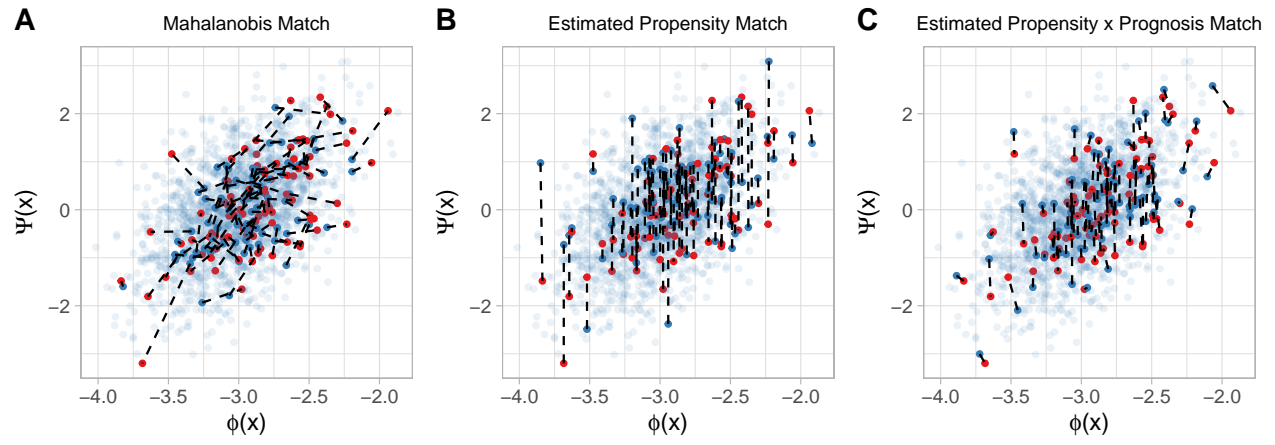 A Mahalanobis Match
B Estimated Propensity Match
C Estimated Propensity x Prognosis Match
Ψ(x)
2
0
−2
−4.0 −3.5 −3.0 −2.5 −2.0
ϕ(x)
Ψ(x)
2
0
−2
−4.0 −3.5 −3.0 −2.5 −2.0
ϕ(x)
Ψ(x)
2
0
−2
−4.0 −3.5 −3.0 −2.5 −2.0
ϕ(x)